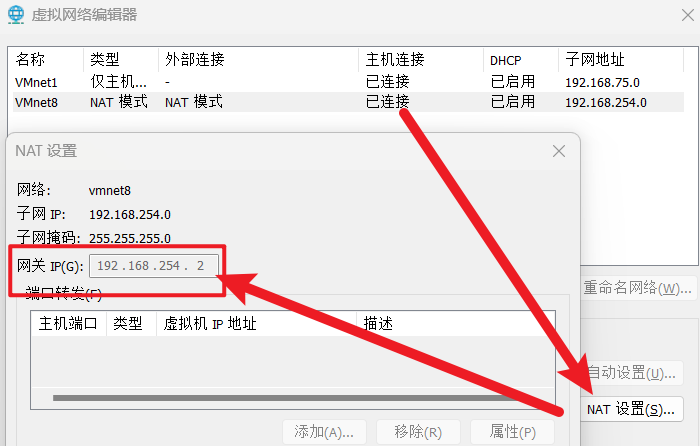 虚拟网络编辑器
名称 类型 外部连接 主机连接 DHCP 子网地址
VMnet1 仅主机... - 已连接 已启用 192.168.75.0
VMnet8 NAT 模式 NAT 模式 已连接 已启用 192.168.254.0
NAT 设置
网络: vmnet8
子网 IP: 192.168.254.0
子网掩码: 255.255.255.0
网关 IP(G): 192.168.254.2
重命名网络(W)...
端口转发(F)
主机端口 类型 虚拟机 IP 地址 描述
自动设置(U)...
NAT 设置(S)...
添加(A)... 移除(R) 属性(P)